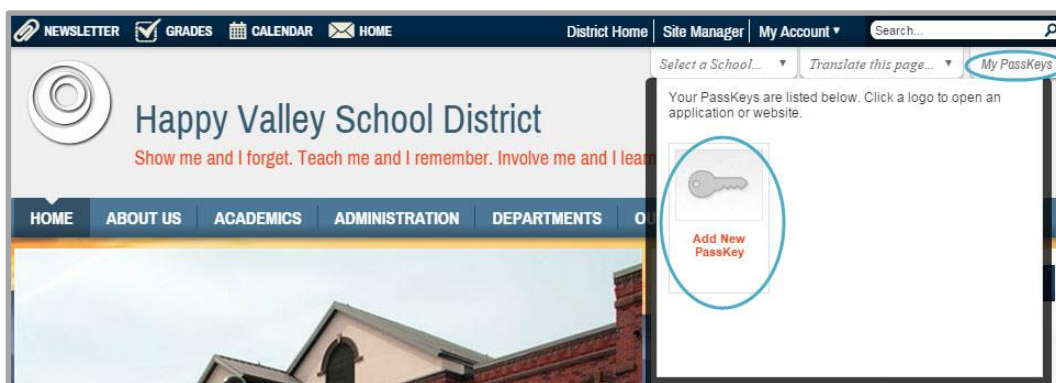 NEWSLETTER GRADES CALENDAR HOME District Home Site Manager My Account Search...
Select a School... Translate this page... My PassKeys
Your PassKeys are listed below. Click a logo to open an
application or website.
Happy Valley School District
Show me and I forget. Teach me and I remember. Involve me and I learn
HOME ABOUT US ACADEMICS ADMINISTRATION DEPARTMENTS
Add New
PassKey